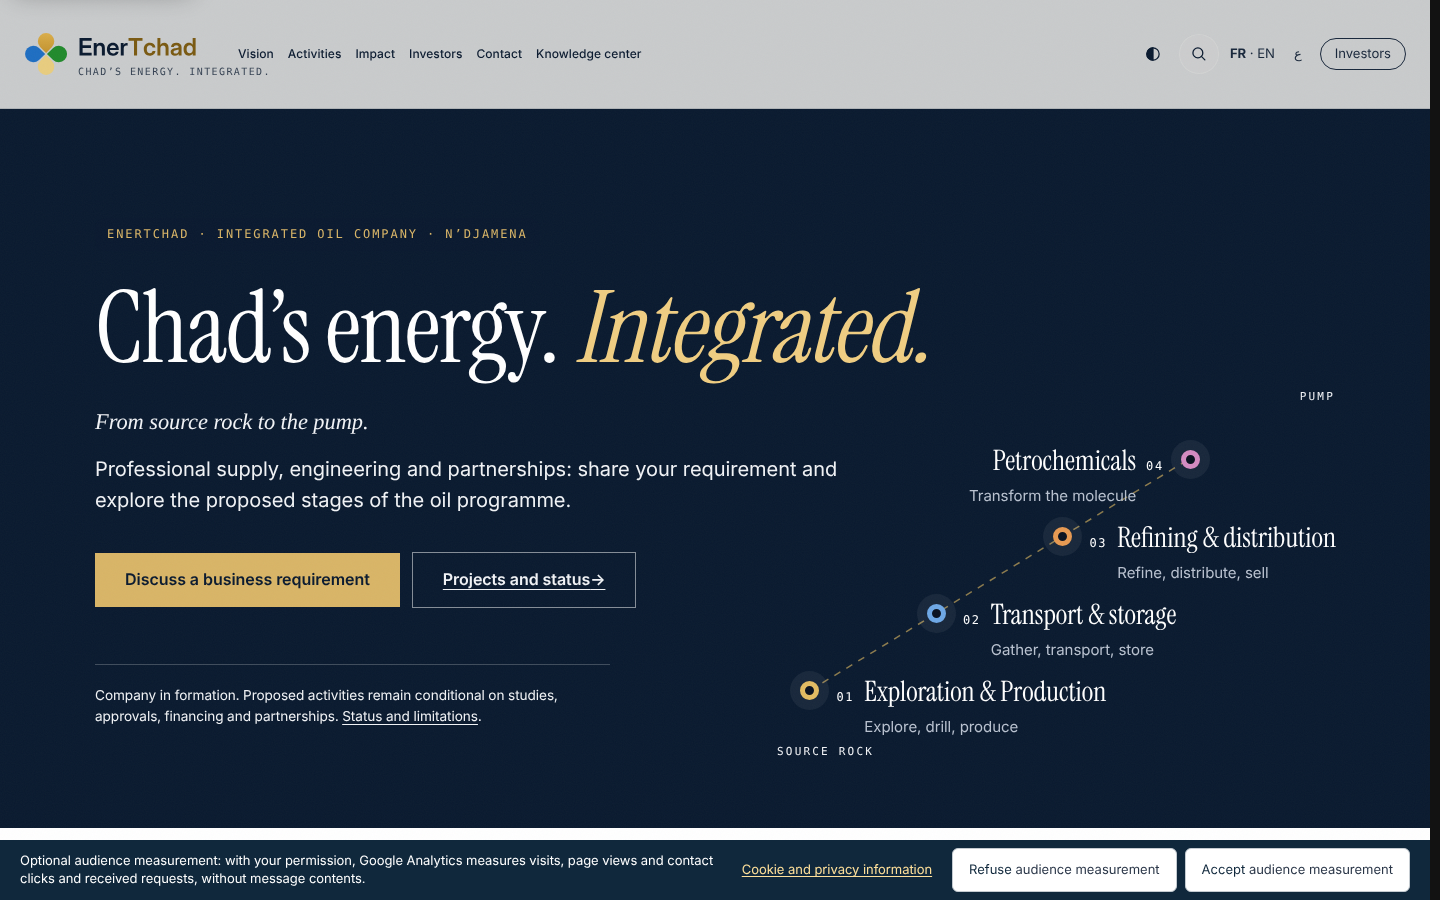 EnerTchad
CHAD’S ENERGY. INTEGRATED.
Vision Activities Impact Investors Contact Knowledge center
FR · EN
ع
Investors
ENERTCHAD · INTEGRATED OIL COMPANY · N’DJAMENA
Chad’s energy. Integrated.
From source rock to the pump.
Professional supply, engineering and partnerships: share your requirement and
explore the proposed stages of the oil programme.
Discuss a business requirement
Projects and status→
Company in formation. Proposed activities remain conditional on studies,
approvals, financing and partnerships. Status and limitations.
PUMP
Petrochemicals 04
Transform the molecule
03 Refining & distribution
Refine, distribute, sell
02 Transport & storage
Gather, transport, store
01 Exploration & Production
Explore, drill, produce
SOURCE ROCK
Optional audience measurement: with your permission, Google Analytics measures visits, page views and contact
clicks and received requests, without message contents.
Cookie and privacy information
Refuse audience measurement
Accept audience measurement